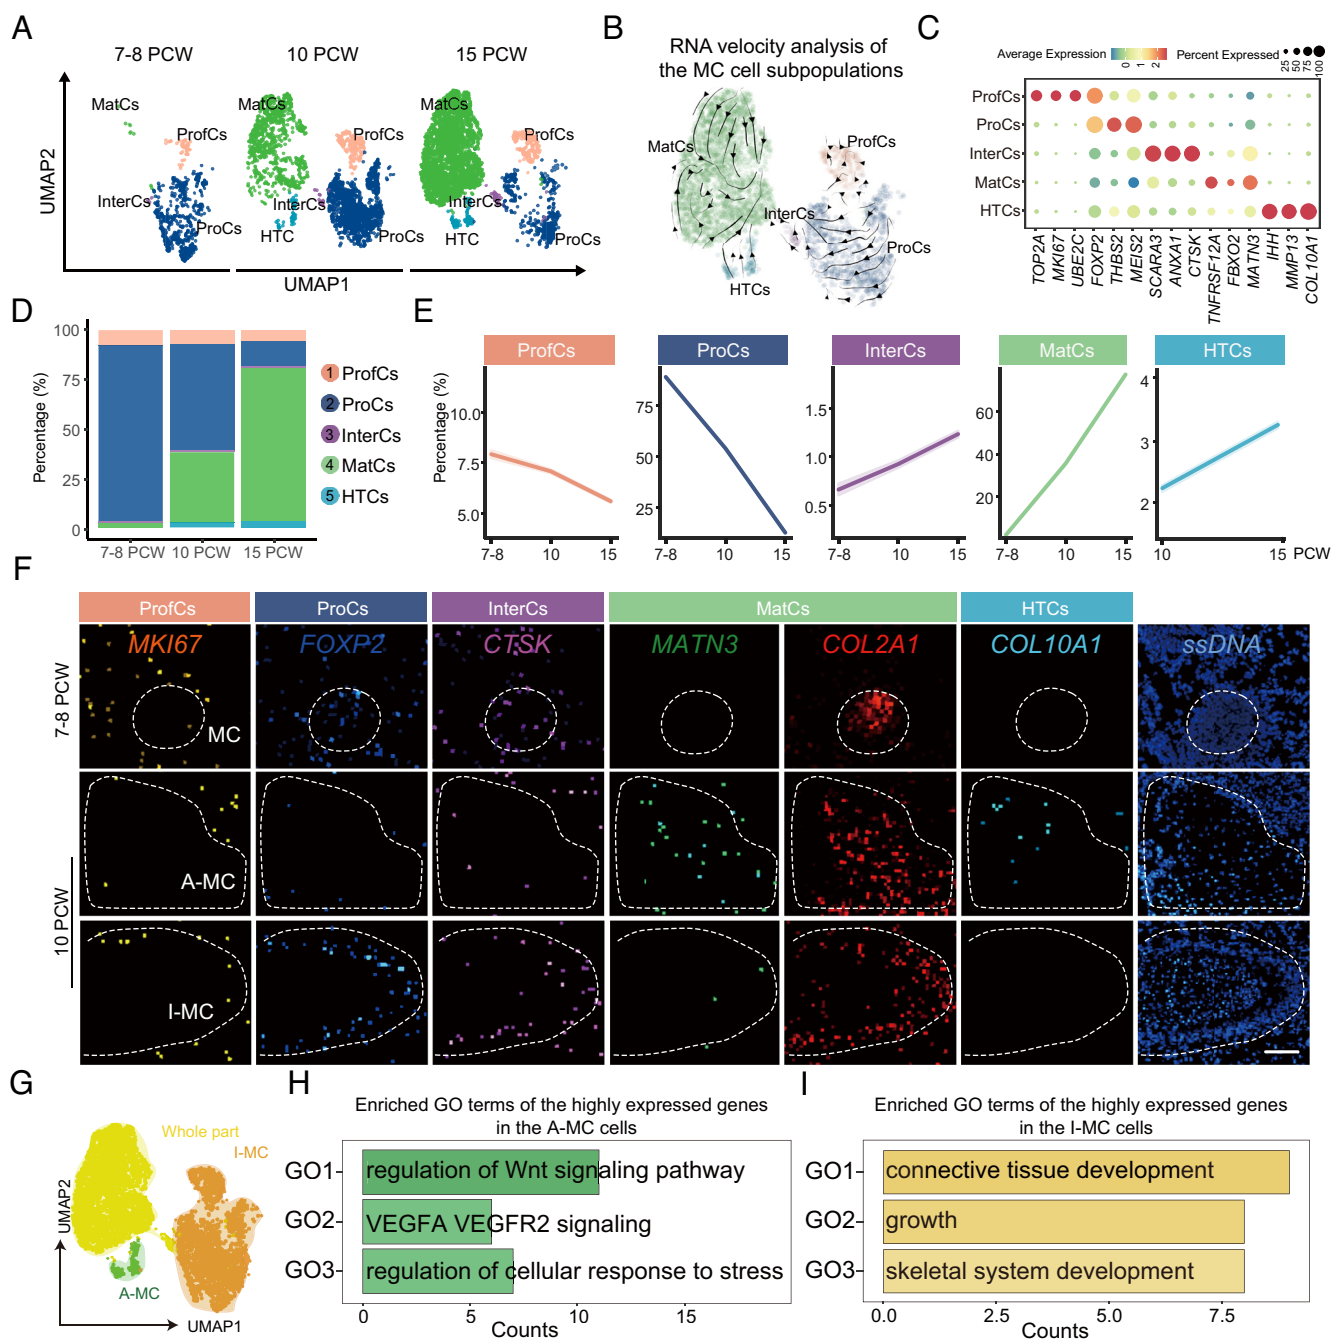 A
7-8 PCW
10 PCW
15 PCW
MatCs
MatCs
MatCs
ProfCs
ProfCs
ProfCs
InterCs
InterCs
InterCs
ProCs
HTC
ProCs
HTC
ProCs
UMAP2
UMAP1
B
RNA velocity analysis of
the MC cell subpopulations
MatCs
ProfCs
InterCs
ProCs
HTCs
C
Average Expression
0
1
2
Percent Expressed
25
50
75
100
ProfCs
ProCs
InterCs
MatCs
HTCs
TOP2A
MKI67
UBE2C
FOXP2
THBS2
MEIS2
SCARA3
ANXA1
CTSK
TNFRSF12A
FBXO2
MATN3
IHH
MMP13
COL10A1
D
Percentage (%)
100
75
50
25
0
7-8 PCW
10 PCW
15 PCW
1 ProfCs
2 ProCs
3 InterCs
4 MatCs
5 HTCs
E
Percentage (%)
ProfCs
10.0
7.5
5.0
7-8 10 15
ProCs
75
50
25
7-8 10 15
InterCs
1.5
1.0
0.5
7-8 10 15
MatCs
60
40
20
7-8 10 15
HTCs
4
3
2
10 15 PCW
F
ProfCs
ProCs
InterCs
MatCs
HTCs
MKI67
FOXP2
CTSK
MATN3
COL2A1
COL10A1
ssDNA
7-8 PCW
MC
10 PCW
A-MC
I-MC
G
Whole part
I-MC
A-MC
UMAP2
UMAP1
H
Enriched GO terms of the highly expressed genes
in the A-MC cells
GO1 regulation of Wnt signaling pathway
GO2 VEGFA VEGFR2 signaling
GO3 regulation of cellular response to stress
0 5 10 15
Counts
I
Enriched GO terms of the highly expressed genes
in the I-MC cells
GO1 connective tissue development
GO2 growth
GO3 skeletal system development
0.0 2.5 5.0 7.5
Counts